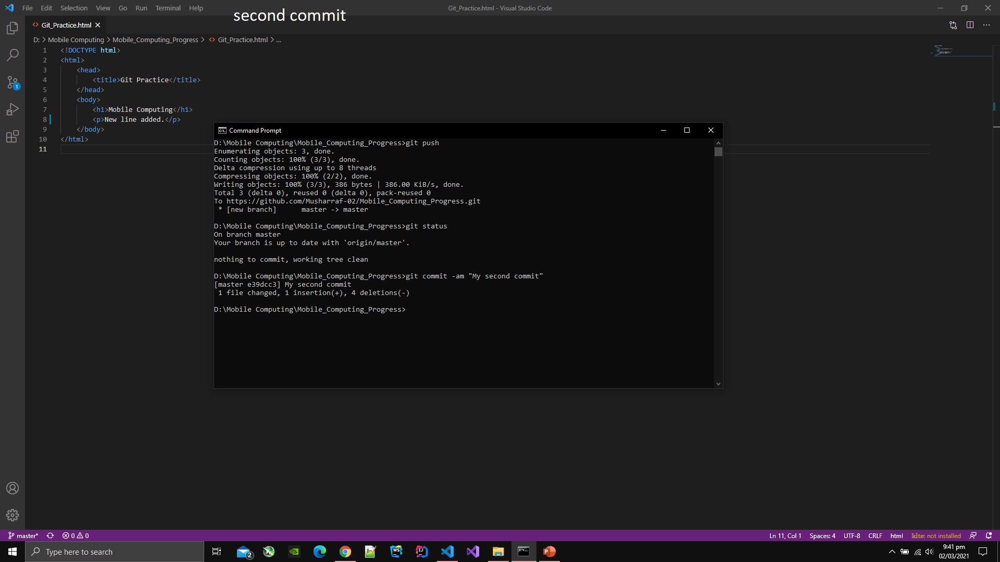 File Edit Selection View Go Run Terminal Help
second commit
Git_Practice.html - Visual Studio Code
Git_Practice.html
D: > Mobile Computing > Mobile_Computing_Progress > Git_Practice.html > ...
1 <!DOCTYPE html>
2 <html>
3 <head>
4 <title>Git Practice</title>
5 </head>
6 <body>
7 <h1>Mobile Computing</h1>
8 <p>New line added.</p>
9 </body>
10 </html>
11
1
Command Prompt
D:\Mobile Computing\Mobile_Computing_Progress>git push
Enumerating objects: 3, done.
Counting objects: 100% (3/3), done.
Delta compression using up to 8 threads
Compressing objects: 100% (2/2), done.
Writing objects: 100% (3/3), 386 bytes | 386.00 KiB/s, done.
Total 3 (delta 0), reused 0 (delta 0), pack-reused 0
To https://github.com/Musharraf-02/Mobile_Computing_Progress.git
* [new branch] master -> master
D:\Mobile Computing\Mobile_Computing_Progress>git status
On branch master
Your branch is up to date with 'origin/master'.
nothing to commit, working tree clean
D:\Mobile Computing\Mobile_Computing_Progress>git commit -am "My second commit"
[master e39dcc3] My second commit
1 file changed, 1 insertion(+), 4 deletions(-)
D:\Mobile Computing\Mobile_Computing_Progress>
master* 0 0 Ln 11, Col 1 Spaces: 4 UTF-8 CRLF html kite: not installed
Type here to search
2
WS
IJ
9:41 pm
02/03/2021